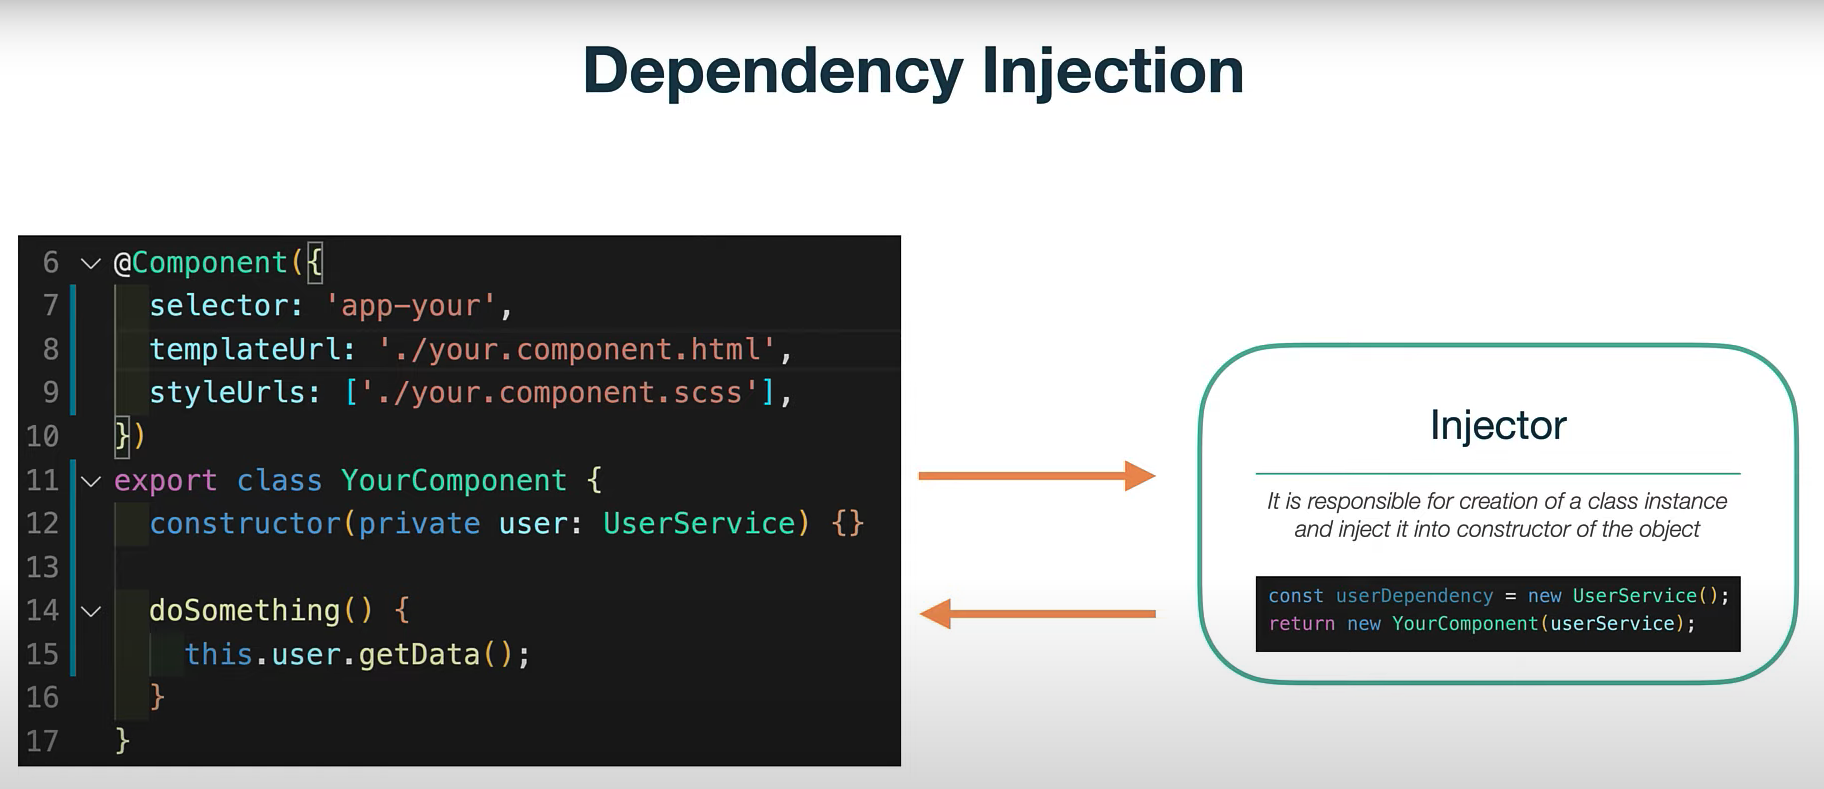 Dependency Injection
6 @Component({
7 selector: 'app-your',
8 templateUrl: './your.component.html',
9 styleUrls: ['./your.component.scss'],
10 })
11 export class YourComponent {
12 constructor(private user: UserService) {}
13
14 doSomething() {
15 this.user.getData();
16 }
17 }
Injector
It is responsible for creation of a class instance
and inject it into constructor of the object
const userDependency = new UserService();
return new YourComponent(userService);